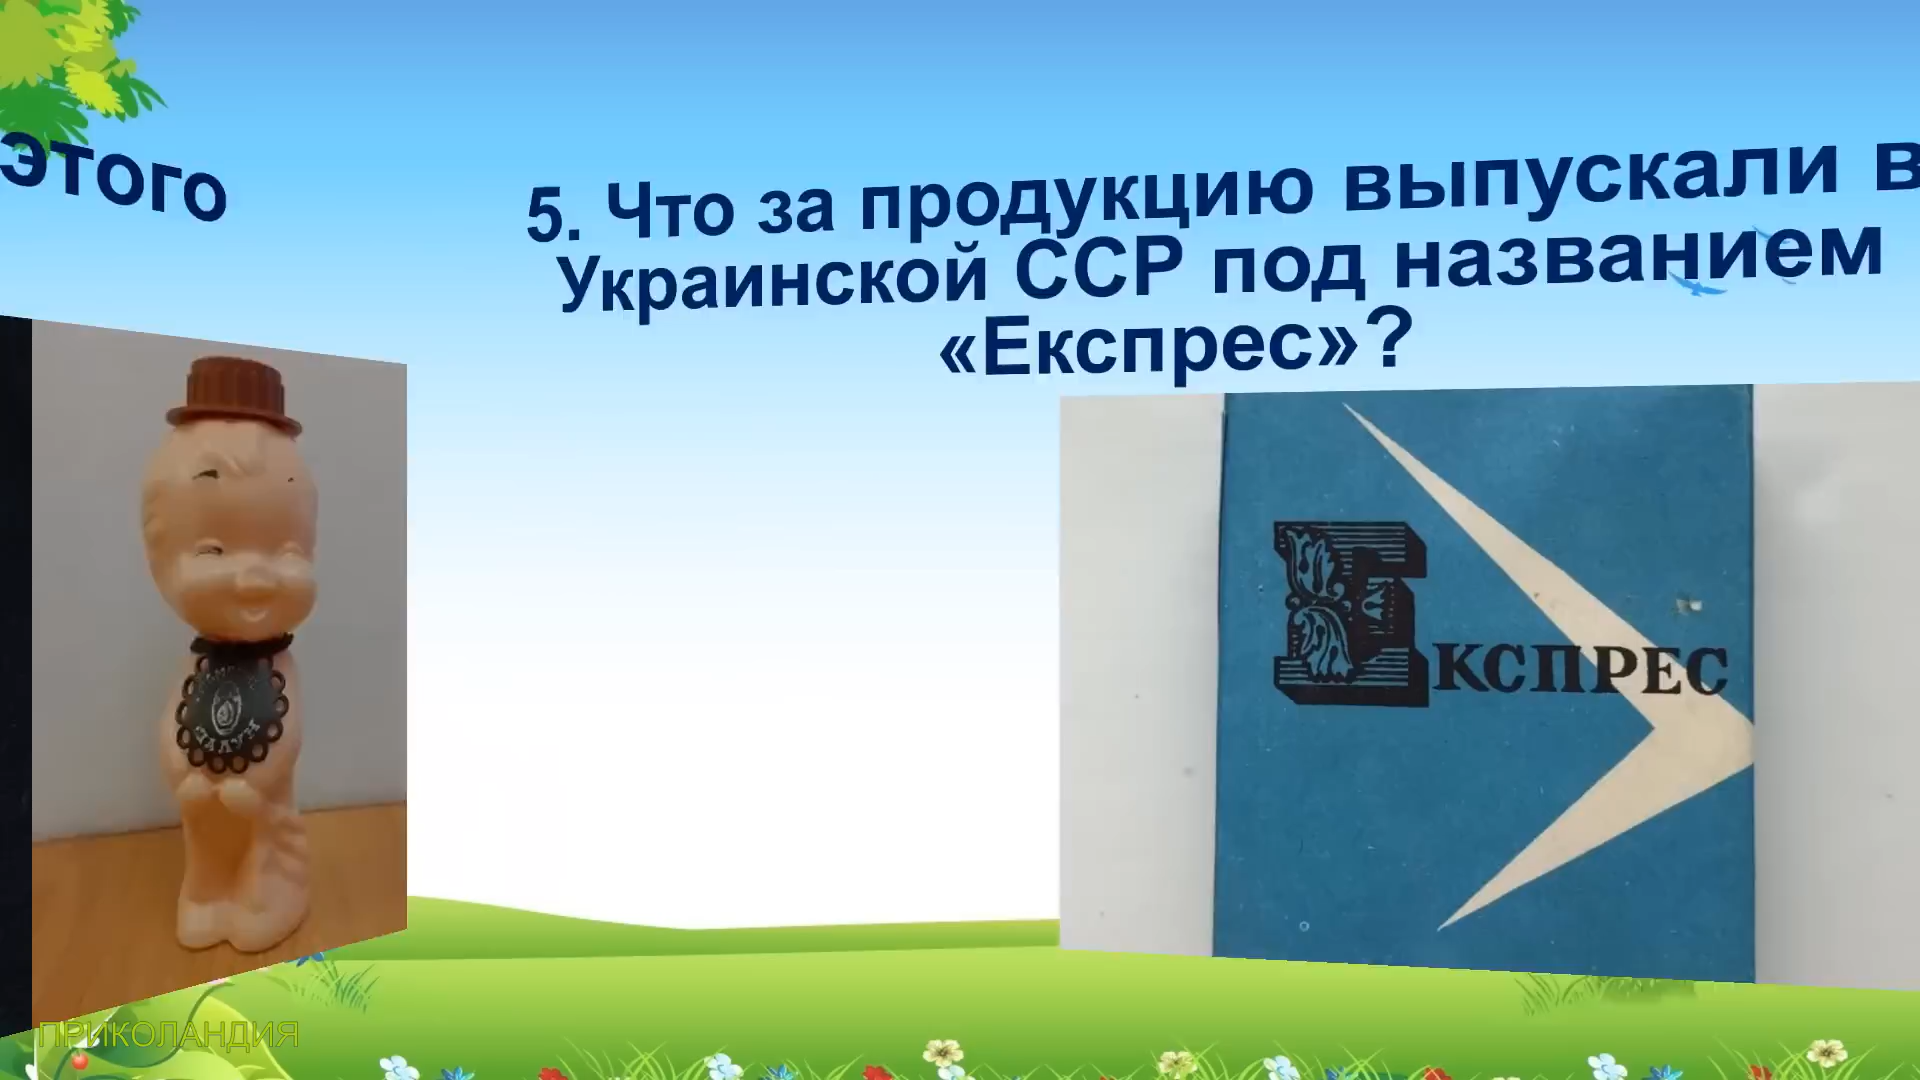 этого
5. Что за продукцию выпускали в
Украинской ССР под названием
«Експрес»?
ЕКСПРЕС
ПРИКОЛАНДИЯ